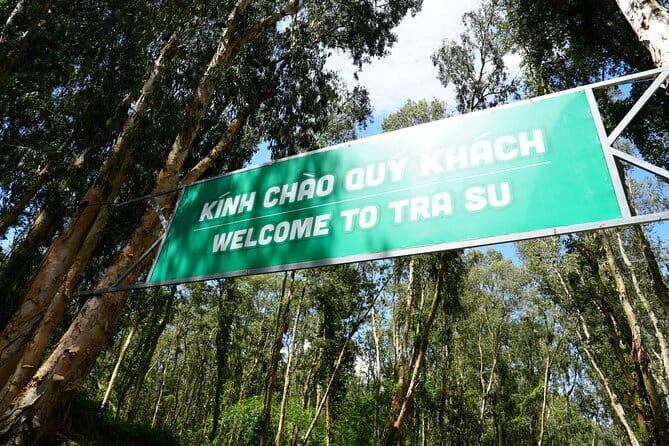 KÍNH CHÀO QUÝ KHÁCH
WELCOME TO TRA SU